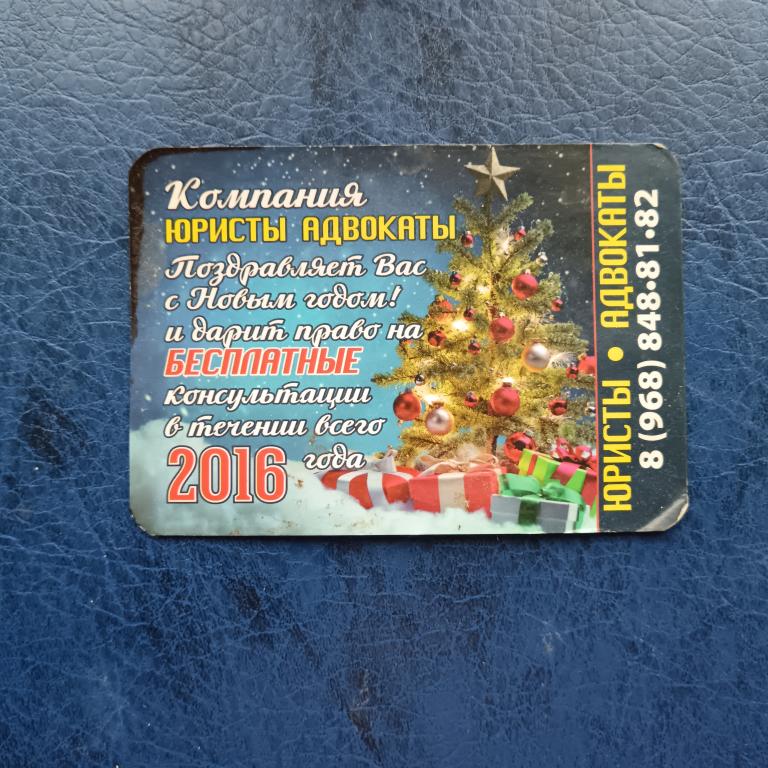 Компания
ЮРИСТЫ АДВОКАТЫ
Поздравляет Вас
с Новым годом!
и дарит право на
БЕСПЛАТНЫЕ
консультации
в течении всего
2016 года
ЮРИСТЫ • АДВОКАТЫ
8 (968) 848•81•82